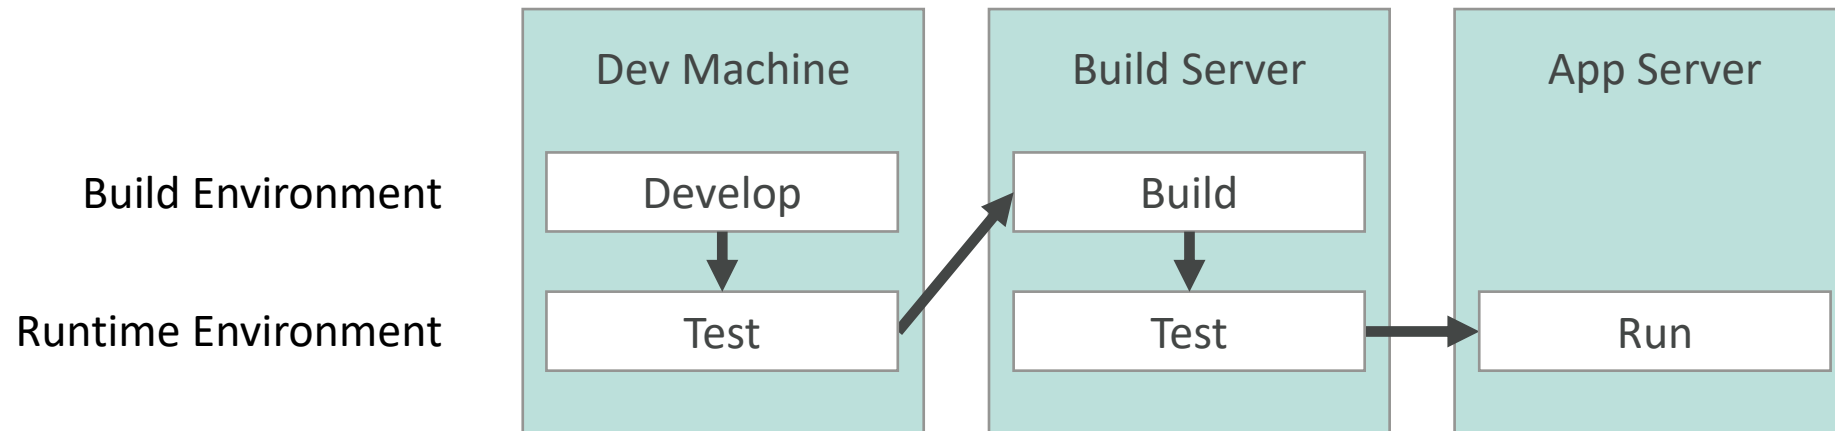 Dev Machine
Build Server
App Server
Build Environment
Develop
Build
Runtime Environment
Test
Test
Run